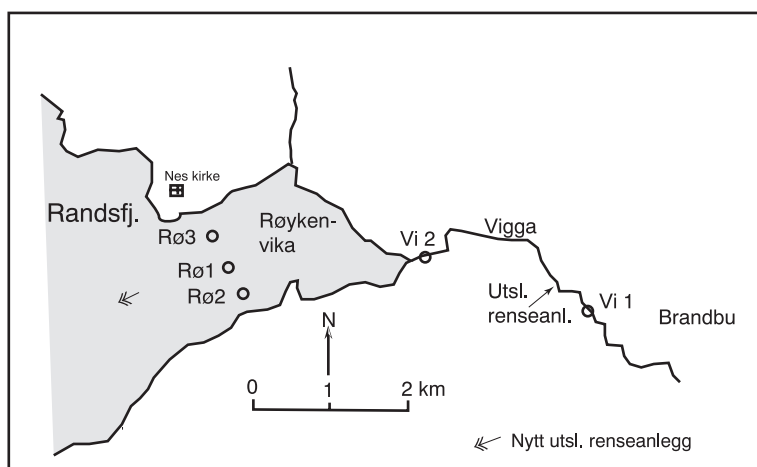 Nes kirke
Randsfj.
Røyken-
vika
Rø3
Rø1
Rø2
Vi 2
Vigga
Utsl.
renseanl.
Vi 1
Brandbu
N
0 1 2 km
Nytt utsl. renseanlegg